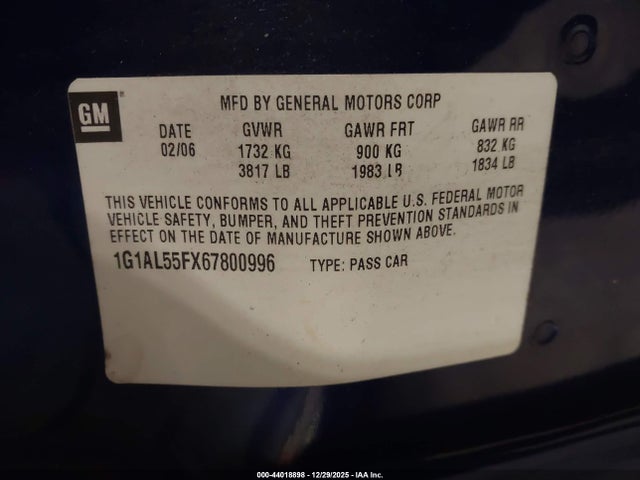 GM
MFD BY GENERAL MOTORS CORP
DATE GVWR GAWR FRT GAWR RR
02/06 1732 KG 900 KG 832 KG
3817 LB 1983 LB 1834 LB
THIS VEHICLE CONFORMS TO ALL APPLICABLE U.S. FEDERAL MOTOR
VEHICLE SAFETY, BUMPER, AND THEFT PREVENTION STANDARDS IN
EFFECT ON THE DATE OF MANUFACTURE SHOWN ABOVE.
1G1AL55FX67800996 TYPE: PASS CAR
000-44018898 - 12/29/2025 - IAA Inc.